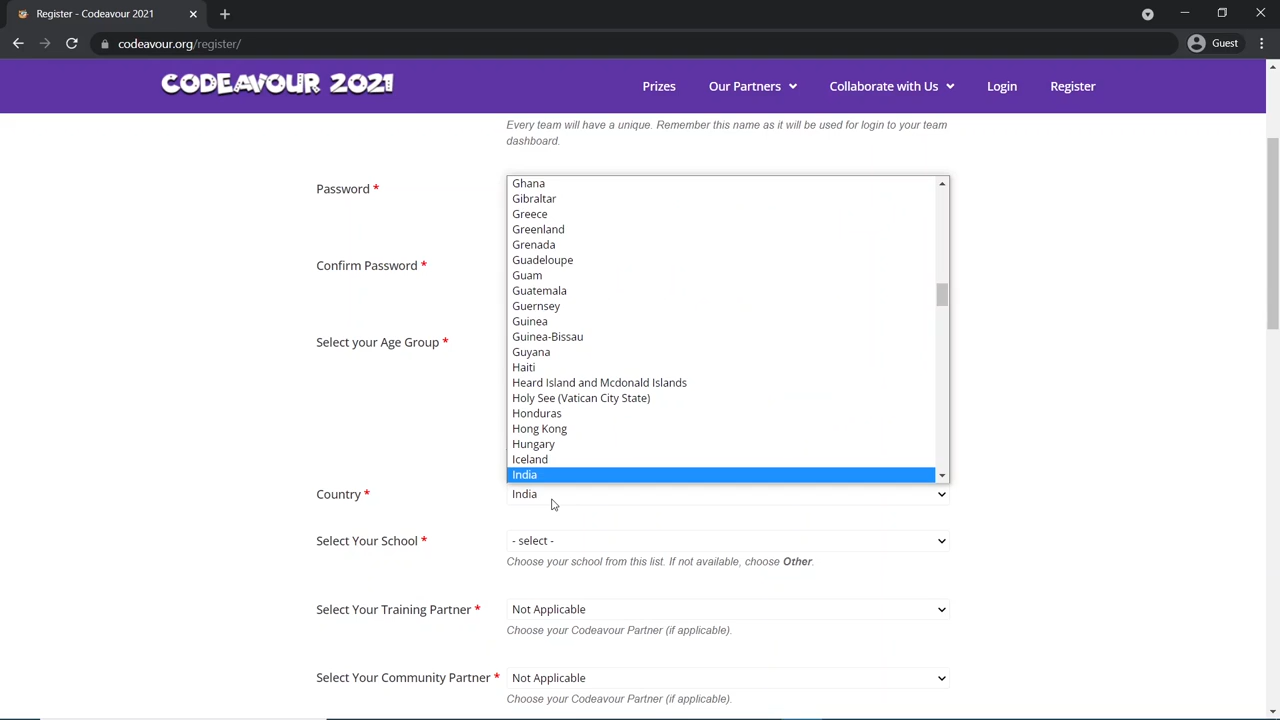 Register - Codeavour 2021
codeavour.org/register/
Guest
CODEAVOUR 2021
Prizes
Our Partners
Collaborate with Us
Login
Register
Every team will have a unique. Remember this name as it will be used for login to your team
dashboard.
Password *
Ghana
Gibraltar
Greece
Greenland
Grenada
Guadeloupe
Confirm Password *
Guam
Guatemala
Guernsey
Guinea
Guinea-Bissau
Select your Age Group *
Guyana
Haiti
Heard Island and Mcdonald Islands
Holy See (Vatican City State)
Honduras
Hong Kong
Hungary
Iceland
India
Country *
India
Select Your School *
- select -
Choose your school from this list. If not available, choose Other.
Select Your Training Partner *
Not Applicable
Choose your Codeavour Partner (if applicable).
Select Your Community Partner *
Not Applicable
Choose your Codeavour Partner (if applicable).